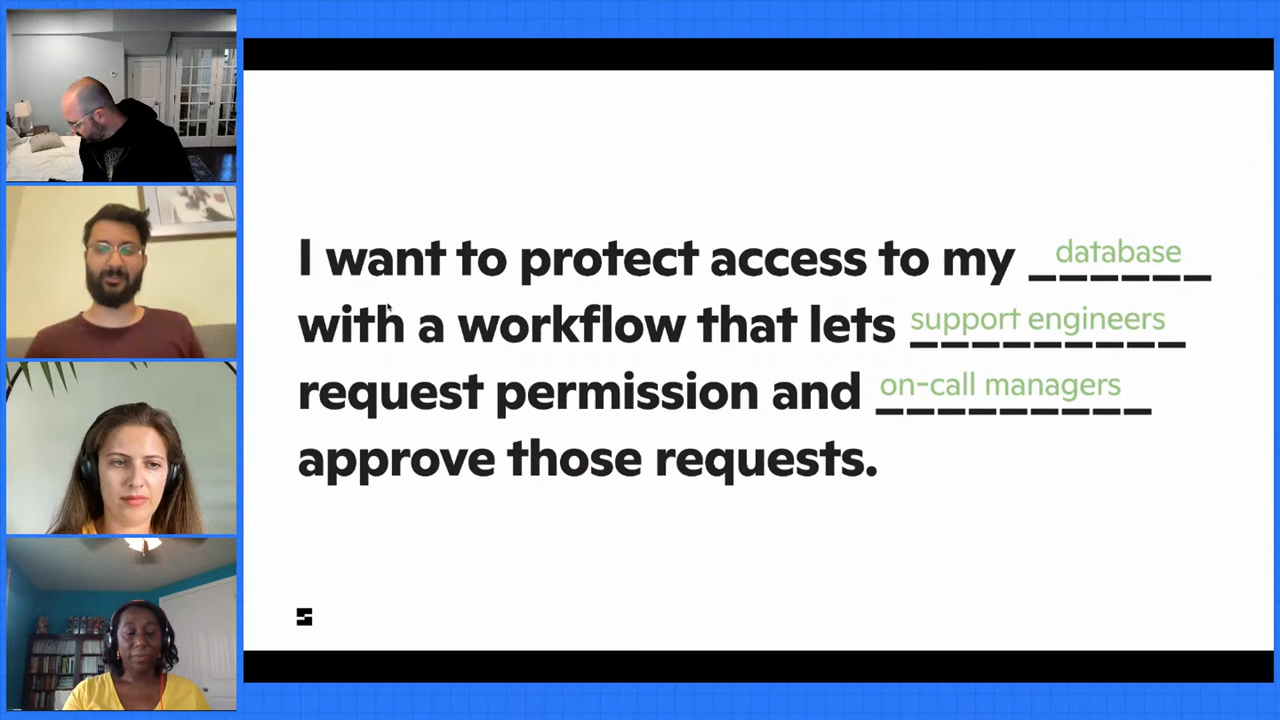 I want to protect access to my database
with a workflow that lets support engineers
request permission and on-call managers
approve those requests.